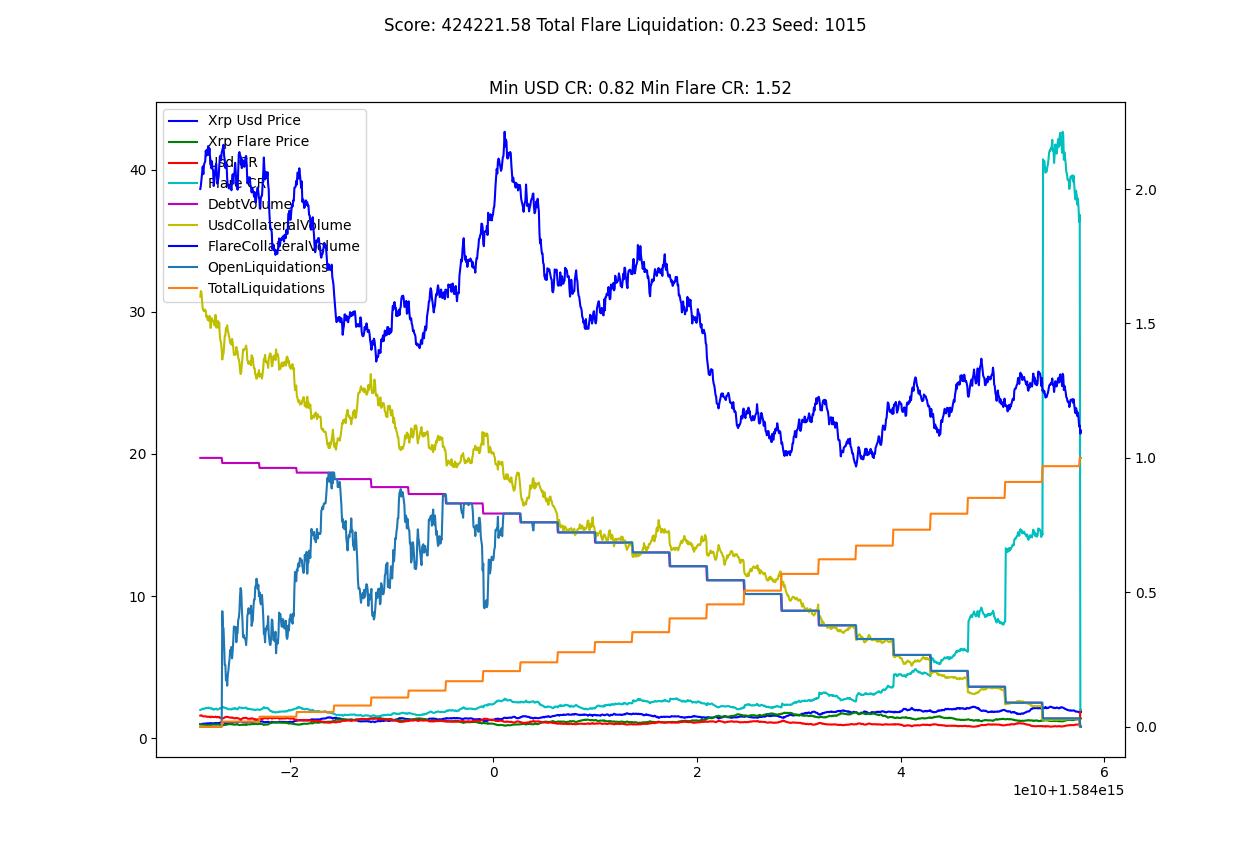 Score: 424221.58 Total Flare Liquidation: 0.23 Seed: 1015
Min USD CR: 0.82 Min Flare CR: 1.52
Xrp Usd Price
Xrp Flare Price
Usd CR
Flare CR
DebtVolume
UsdCollateralVolume
FlareCollateralVolume
OpenLiquidations
TotalLiquidations
40
30
20
10
0
2.0
1.5
1.0
0.5
0.0
−2
0
2
4
6
1e10+1.584e15